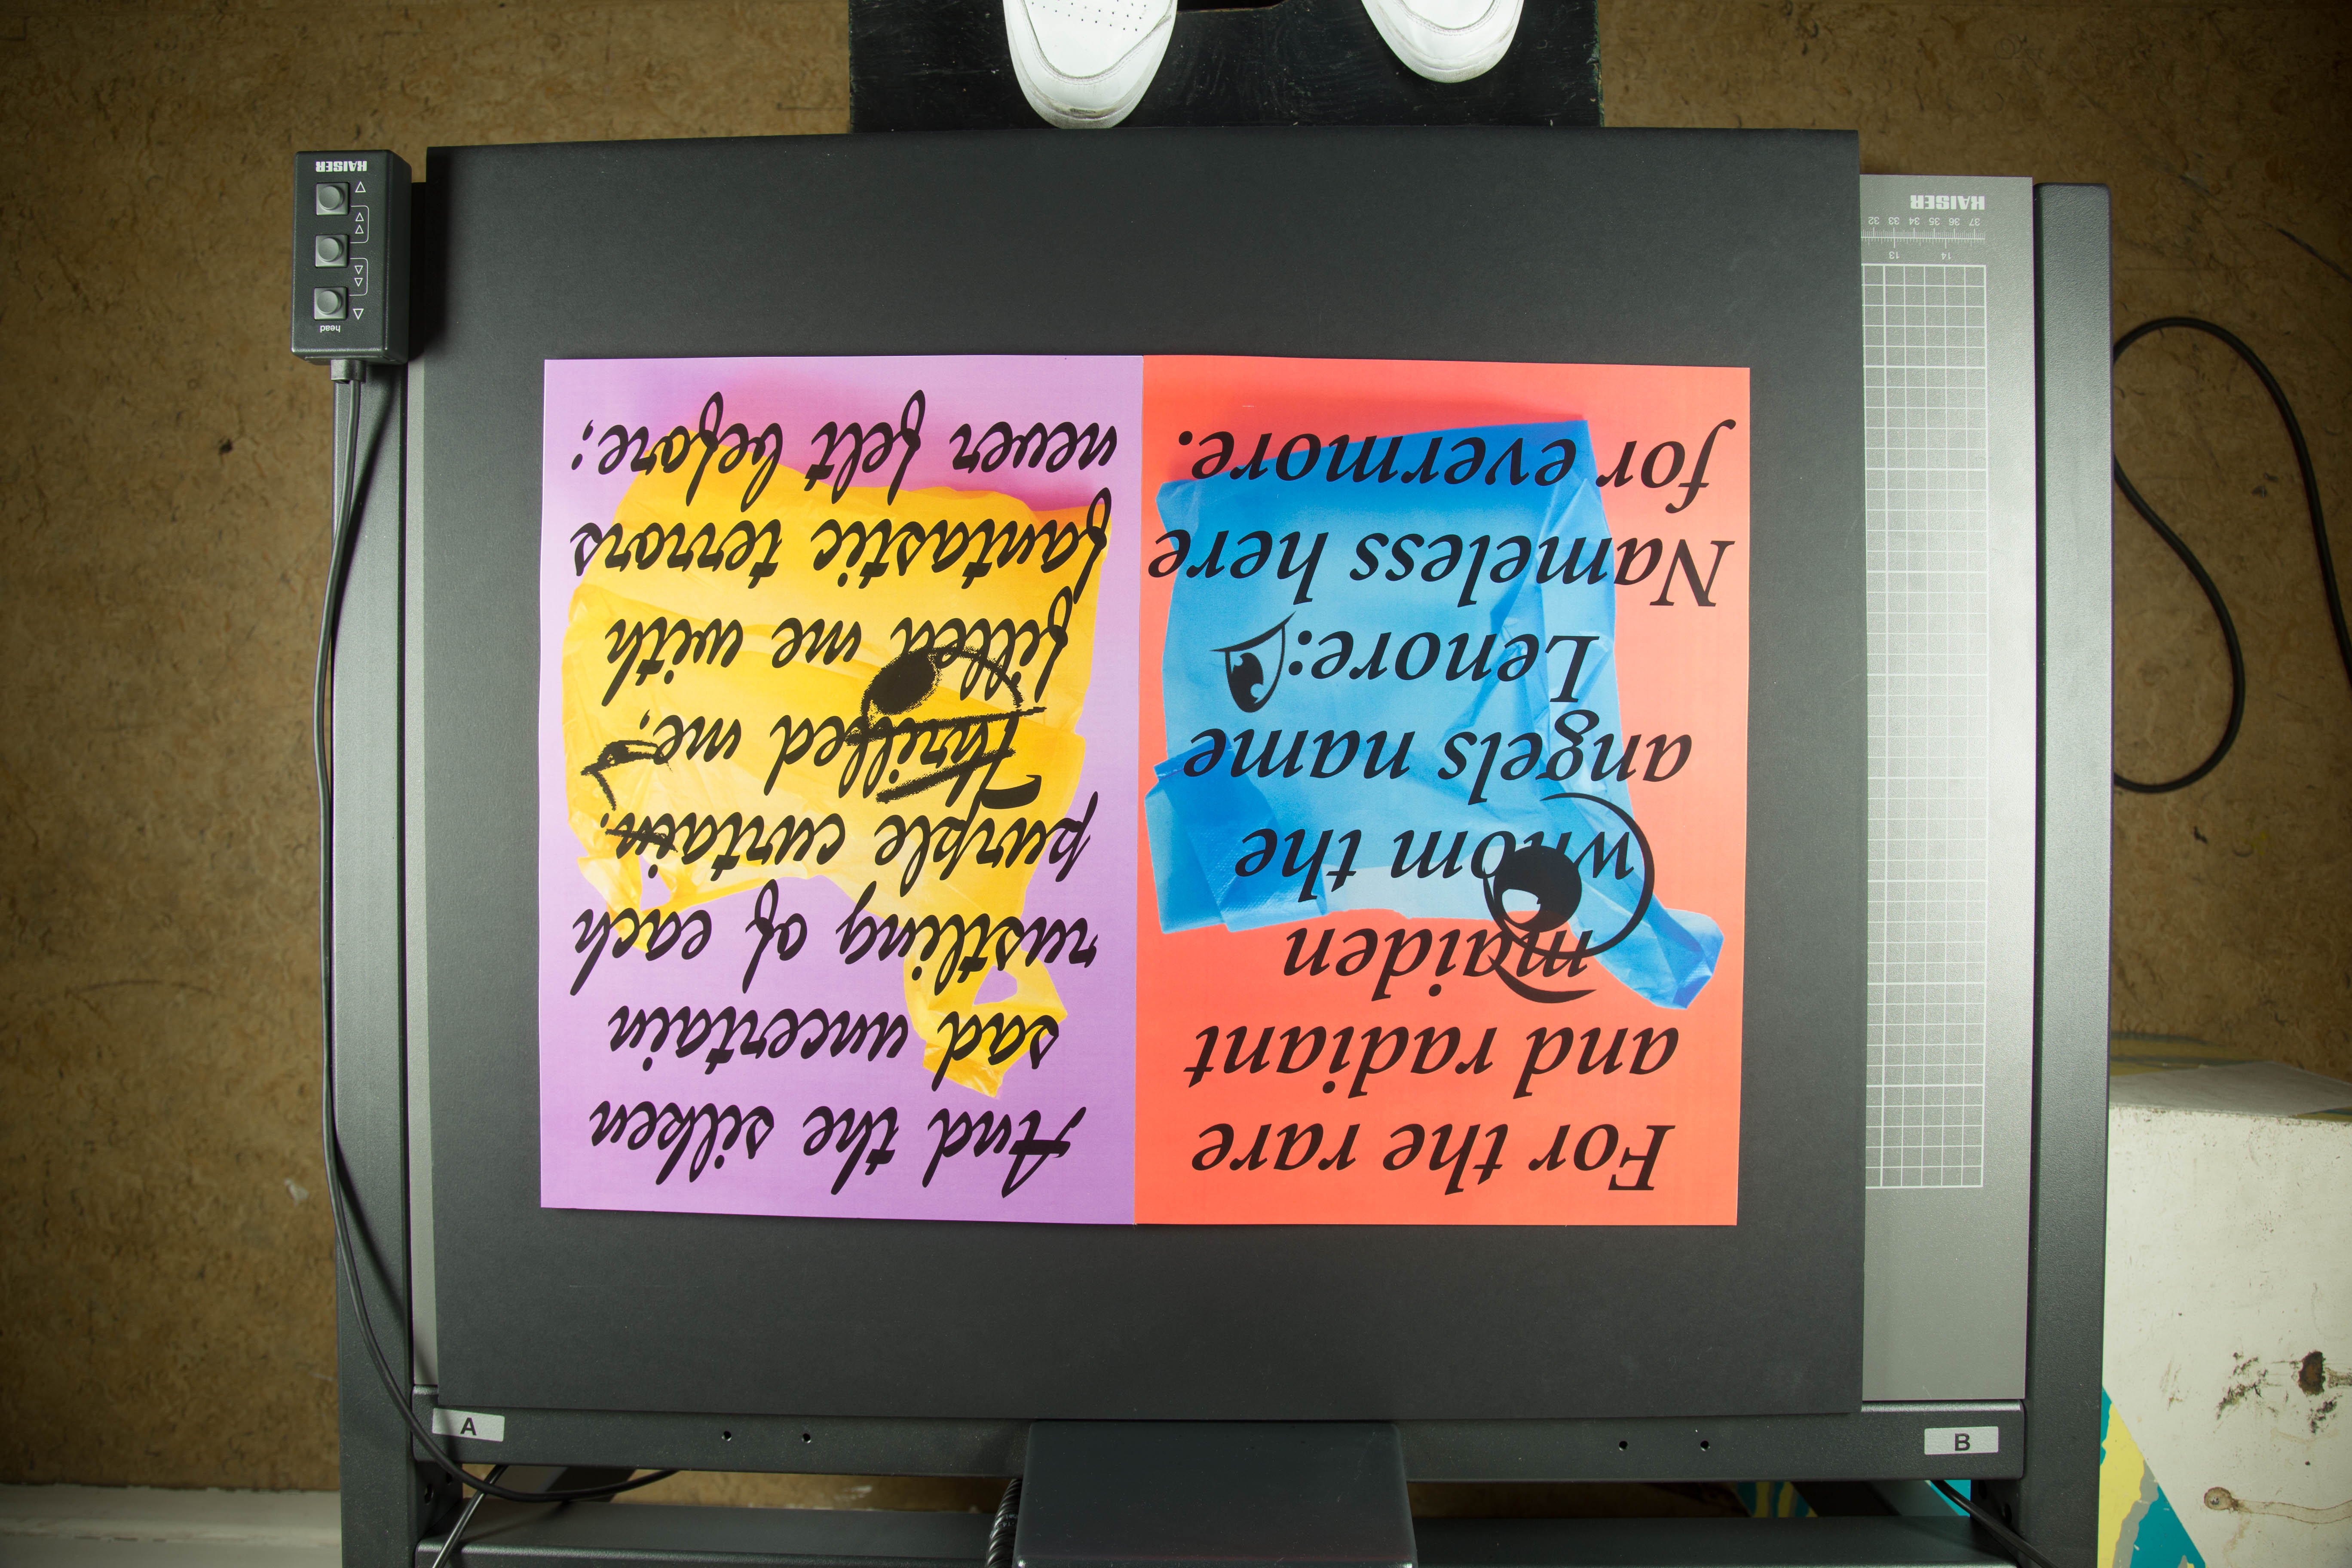 For the rare
and radiant
maiden
whom the
angels name
Lenore:
Nameless here
for evermore.
And the silken
sad uncertain
rustling of each
purple curtain.
Thrilled me,
filled me with
fantastic terrors
never felt before;
head
KAISER
KAISER
14 13
37 36 35 34 33 32
A
B